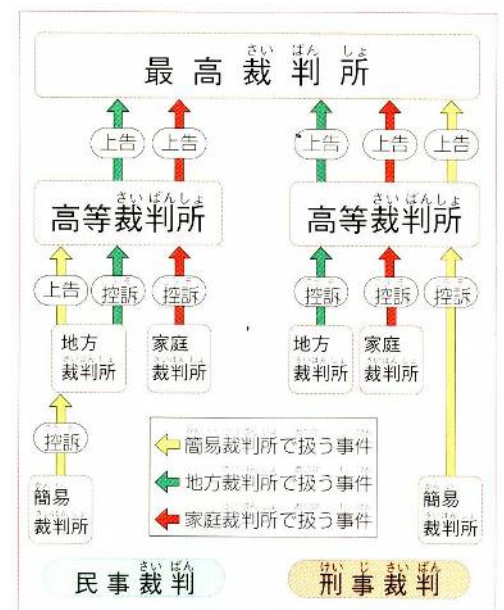 さいばんしょ
最高裁判所
上告 上告 上告 上告 上告
さいばんしょ さいばんしょ
高等裁判所 高等裁判所
上告 控訴 控訴 控訴 控訴 控訴
地方 家庭 地方 家庭
裁判所 裁判所 裁判所 裁判所
控訴
簡易裁判所で扱う事件
地方裁判所で扱う事件
家庭裁判所で扱う事件
簡易 簡易
裁判所 裁判所
さいばん けいじさいばん
民事裁判 刑事裁判